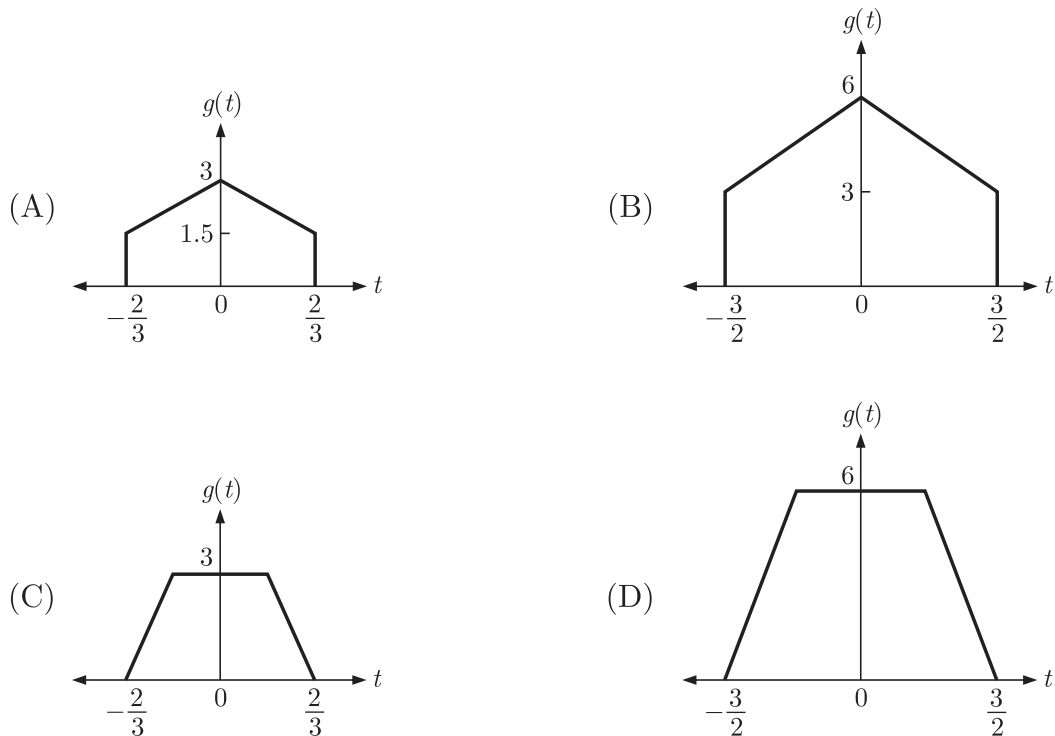 g(t)
6
(A)
g(t)
3
1.5
-2/3 0 2/3 t
(B)
3
-3/2 0 3/2 t
(C)
g(t)
3
-2/3 0 2/3 t
(D)
g(t)
6
-3/2 0 3/2 t